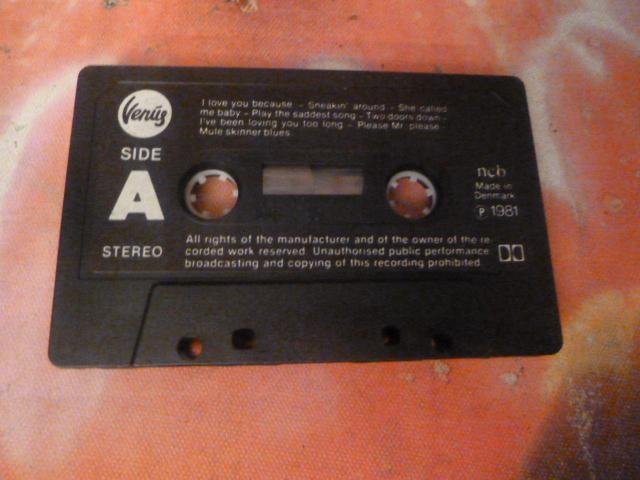 Venüs
I love you because - Sneakin' around - She called
me baby - Play the saddest song - Two doors down -
I've been loving you too long - Please Mr. please -
Mule skinner blues.
SIDE
A
STEREO
ncb
Made in
Denmark
℗ 1981
All rights of the manufacturer and of the owner of the re-
corded work reserved. Unauthorised public performance
broadcasting and copying of this recording prohibited.